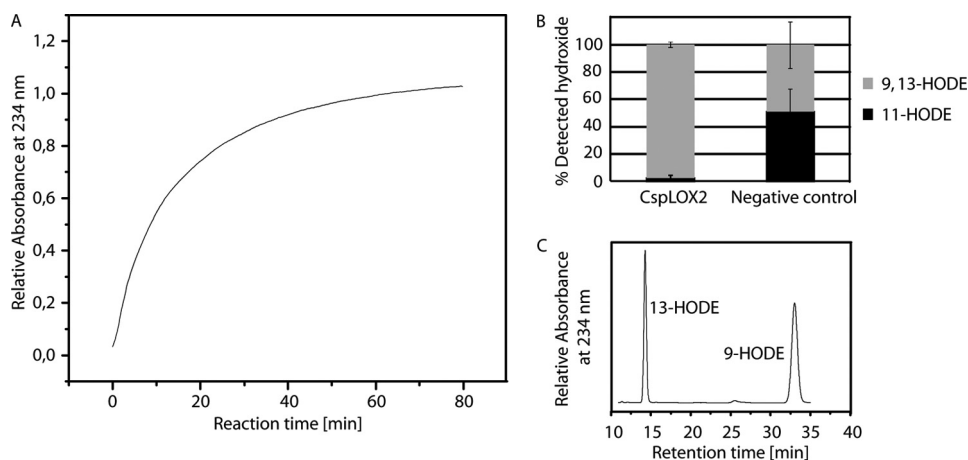 A
Relative Absorbance at 234 nm
1,2
1,0
0,8
0,6
0,4
0,2
0,0
0 20 40 60 80
Reaction time [min]
B
% Detected hydroxide
100
80
60
40
20
0
CspLOX2 Negative control
9,13-HODE
11-HODE
C
Relative Absorbance
at 234 nm
13-HODE
9-HODE
10 15 20 25 30 35 40
Retention time [min]